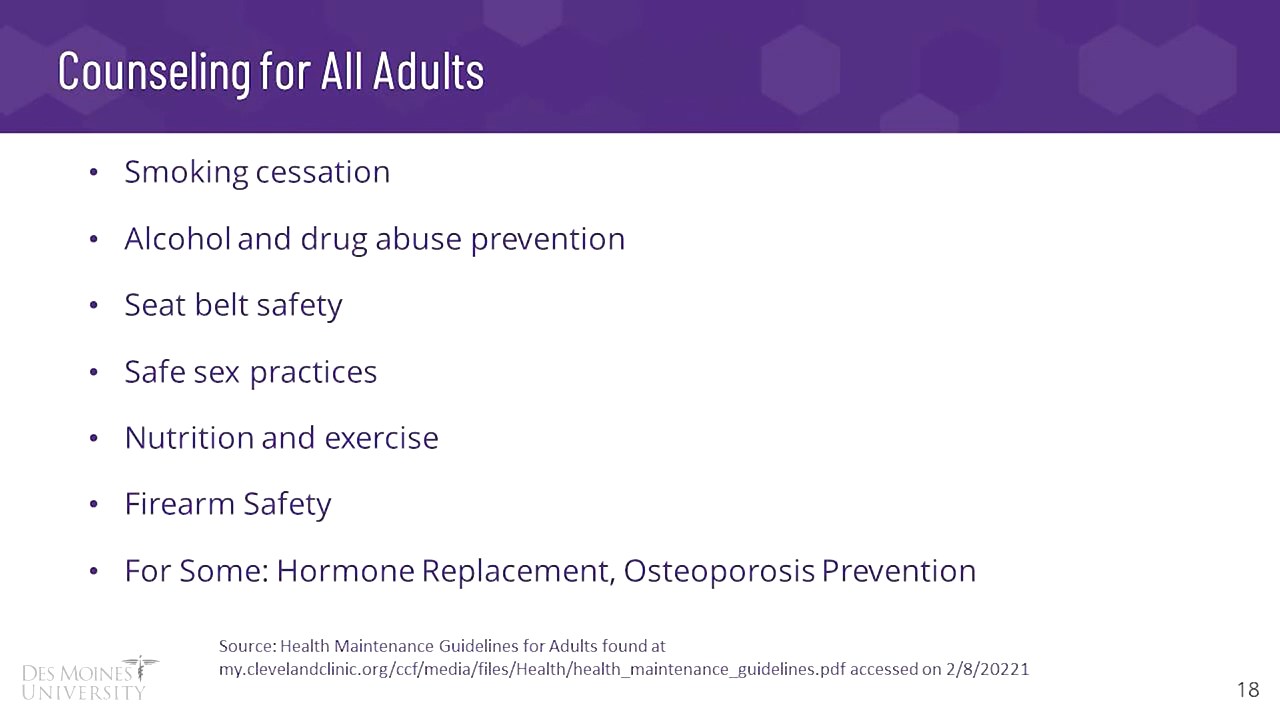 Counseling for All Adults
• Smoking cessation
• Alcohol and drug abuse prevention
• Seat belt safety
• Safe sex practices
• Nutrition and exercise
• Firearm Safety
• For Some: Hormone Replacement, Osteoporosis Prevention
Source: Health Maintenance Guidelines for Adults found at
my.clevelandclinic.org/ccf/media/files/Health/health_maintenance_guidelines.pdf accessed on 2/8/20221
DES MOINES
UNIVERSITY
18